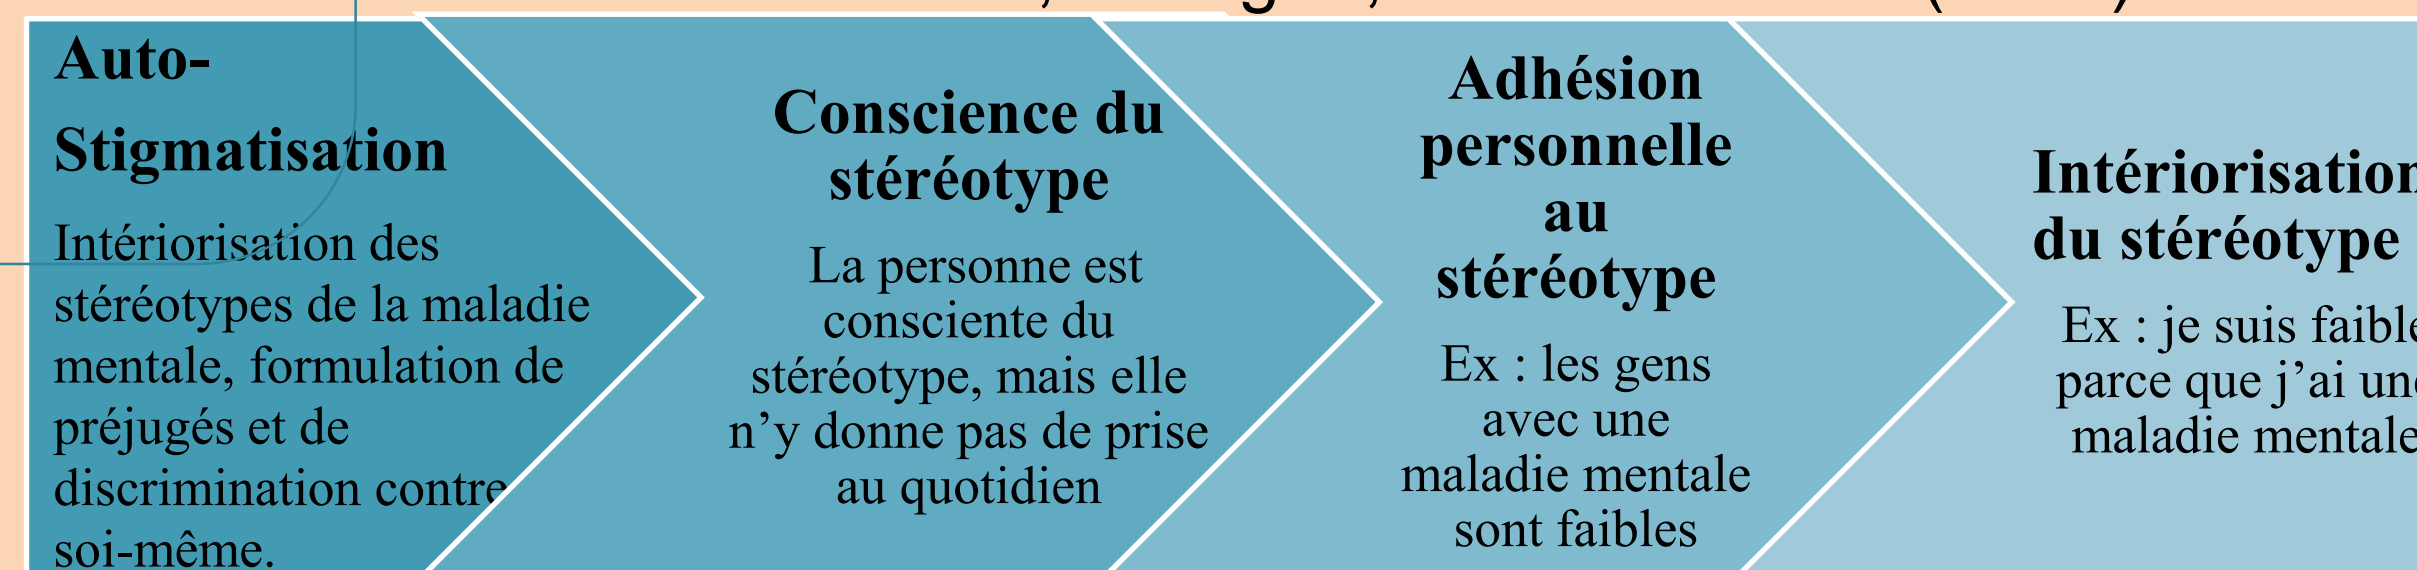 Auto-
Stigmatisation
Intériorisation des
stéréotypes de la maladie
mentale, formulation de
préjugés et de
discrimination contre
soi-même.
Conscience du
stéréotype
La personne est
consciente du
stéréotype, mais elle
n’y donne pas de prise
au quotidien
Adhésion
personnelle
au
stéréotype
Ex : les gens
avec une
maladie mentale
sont faibles
Intériorisation
du stéréotype
Ex : je suis faible
parce que j’ai une
maladie mentale